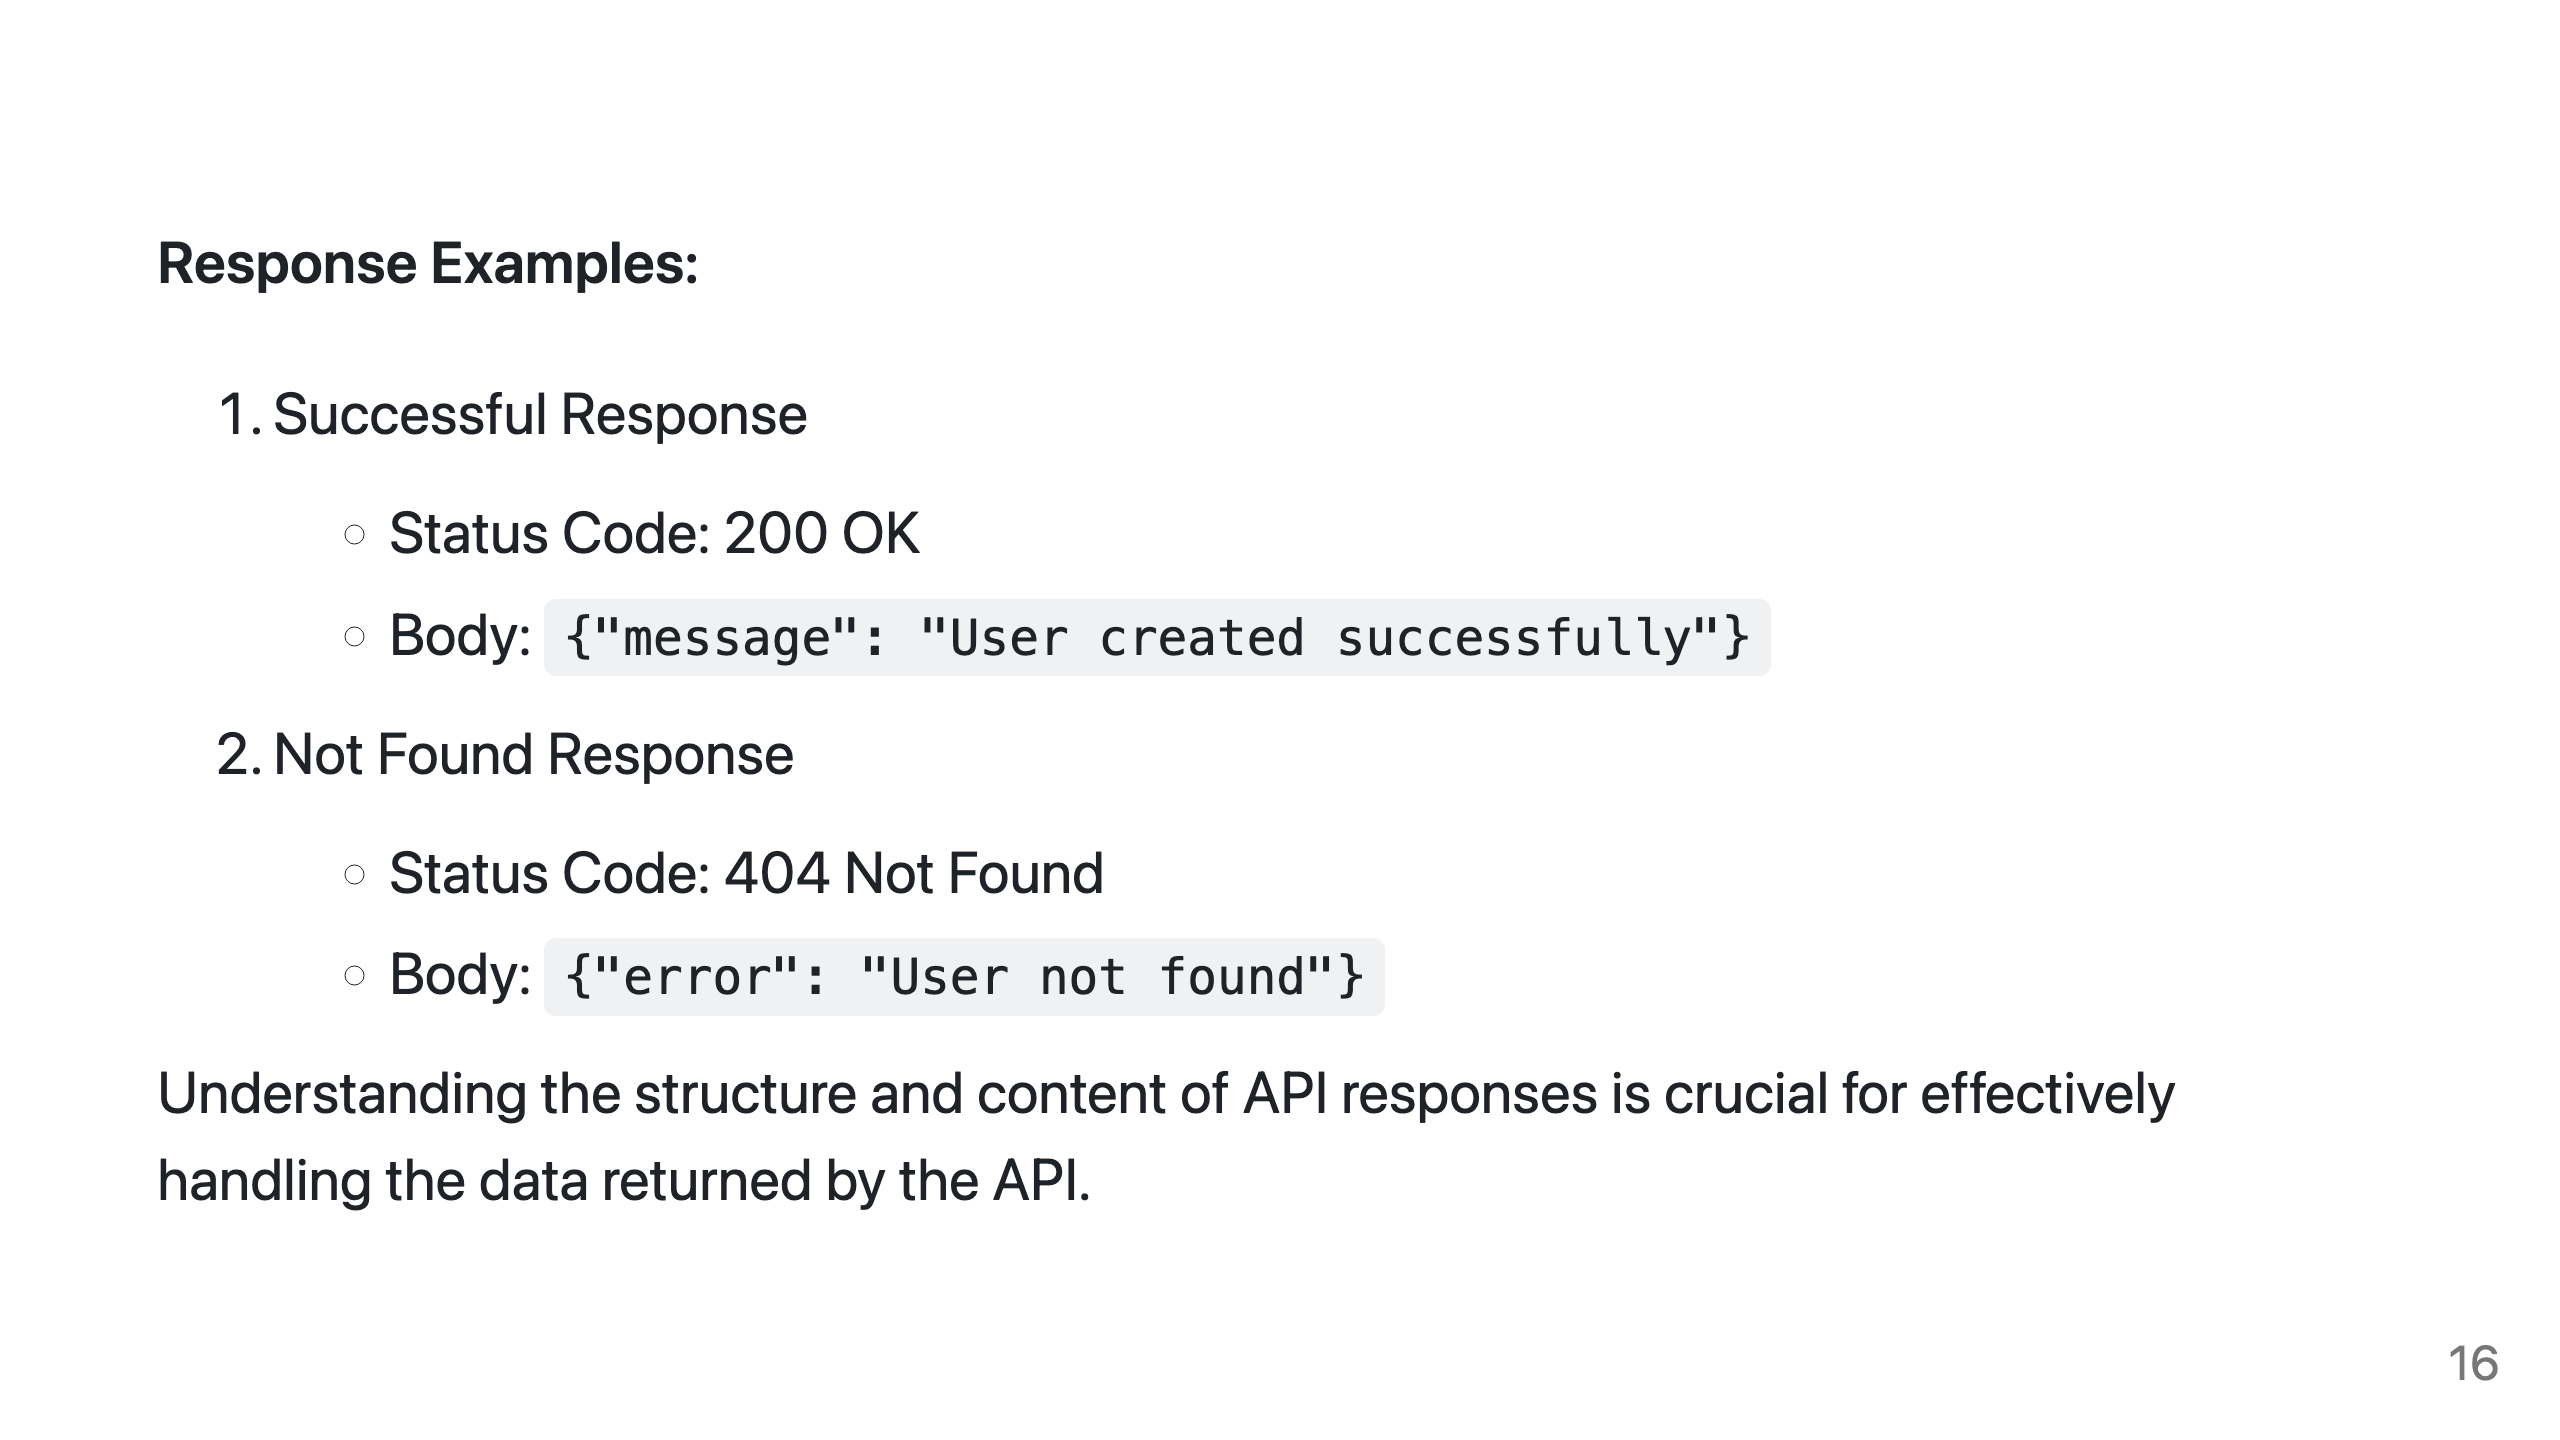 Response Examples:
1. Successful Response
○ Status Code: 200 OK
○ Body: {"message": "User created successfully"}
2. Not Found Response
○ Status Code: 404 Not Found
○ Body: {"error": "User not found"}
Understanding the structure and content of API responses is crucial for effectively
handling the data returned by the API.
16